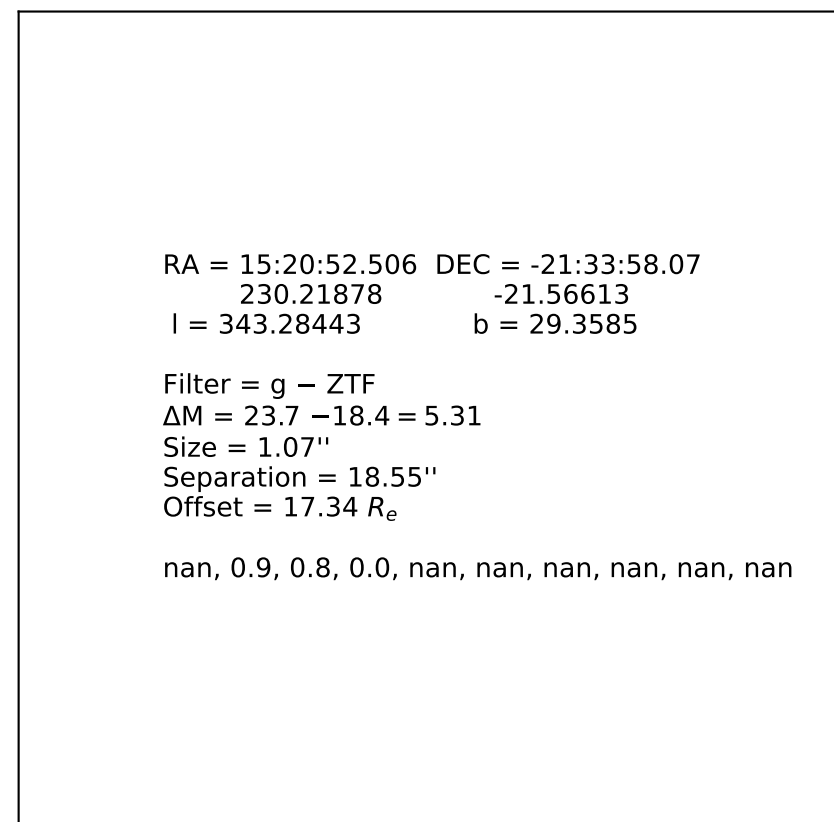 RA = 15:20:52.506 DEC = -21:33:58.07
230.21878 -21.56613
l = 343.28443 b = 29.3585
Filter = g − ZTF
ΔM = 23.7 −18.4 = 5.31
Size = 1.07''
Separation = 18.55''
Offset = 17.34 Re
nan, 0.9, 0.8, 0.0, nan, nan, nan, nan, nan, nan